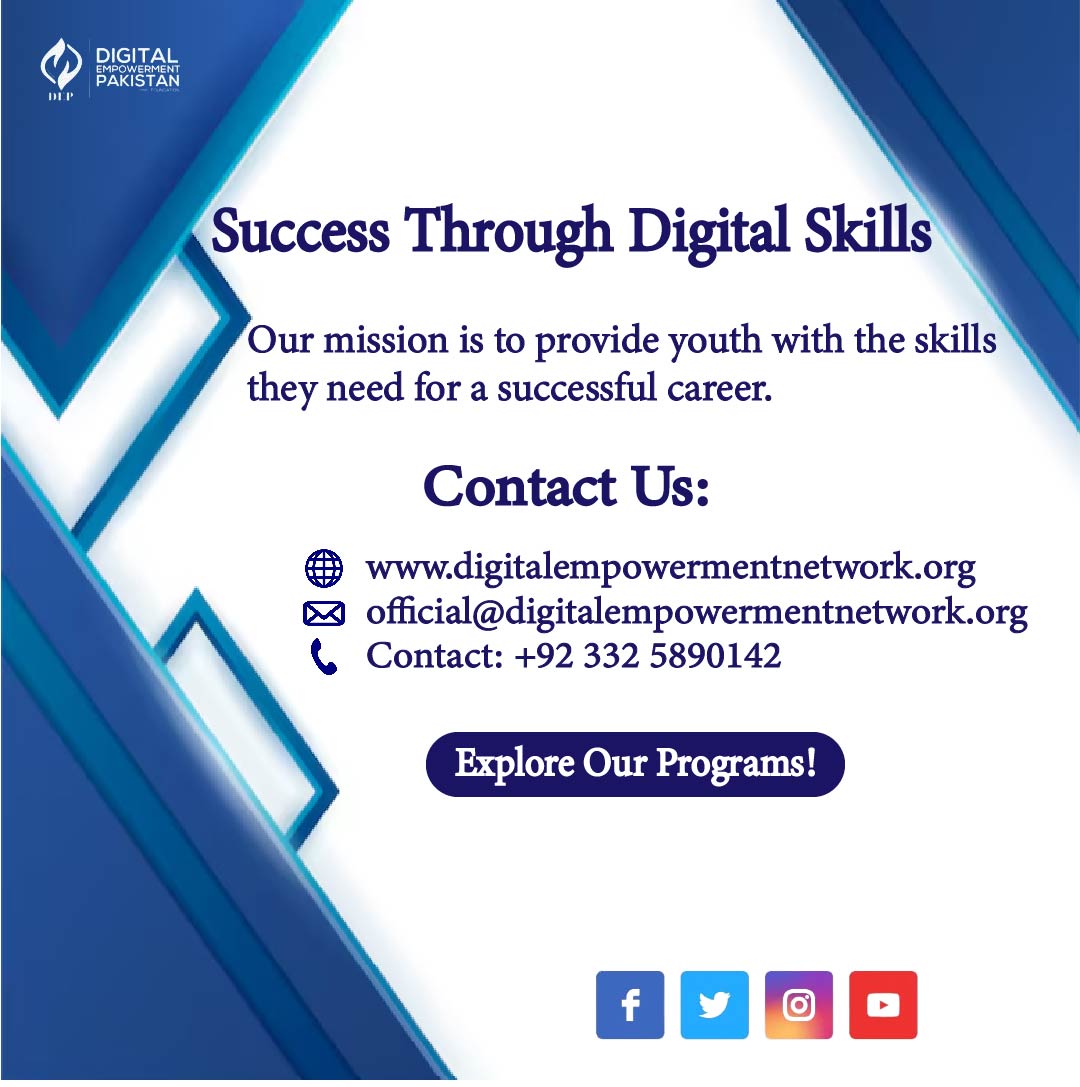 DIGITAL
EMPOWERMENT
PAKISTAN
FOUNDATION
DEP
Success Through Digital Skills
Our mission is to provide youth with the skills
they need for a successful career.
Contact Us:
www.digitalempowermentnetwork.org
official@digitalempowermentnetwork.org
Contact: +92 332 5890142
Explore Our Programs!